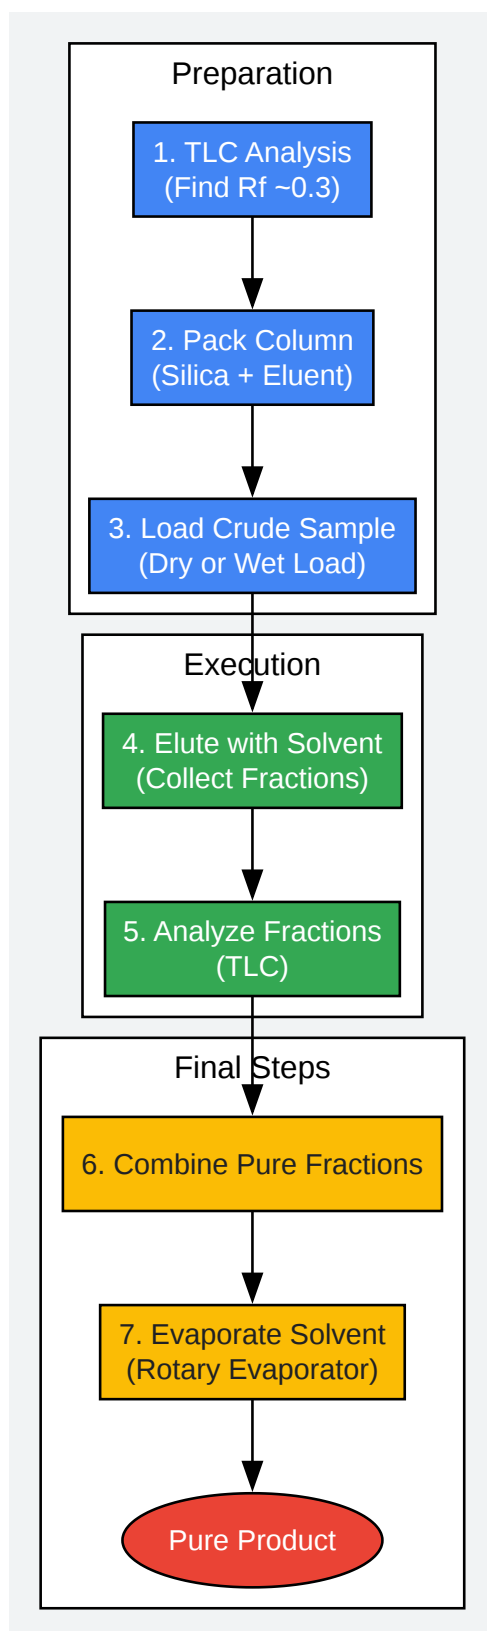 Preparation
1. TLC Analysis
(Find Rf ~0.3)
2. Pack Column
(Silica + Eluent)
3. Load Crude Sample
(Dry or Wet Load)
Execution
4. Elute with Solvent
(Collect Fractions)
5. Analyze Fractions
(TLC)
Final Steps
6. Combine Pure Fractions
7. Evaporate Solvent
(Rotary Evaporator)
Pure Product